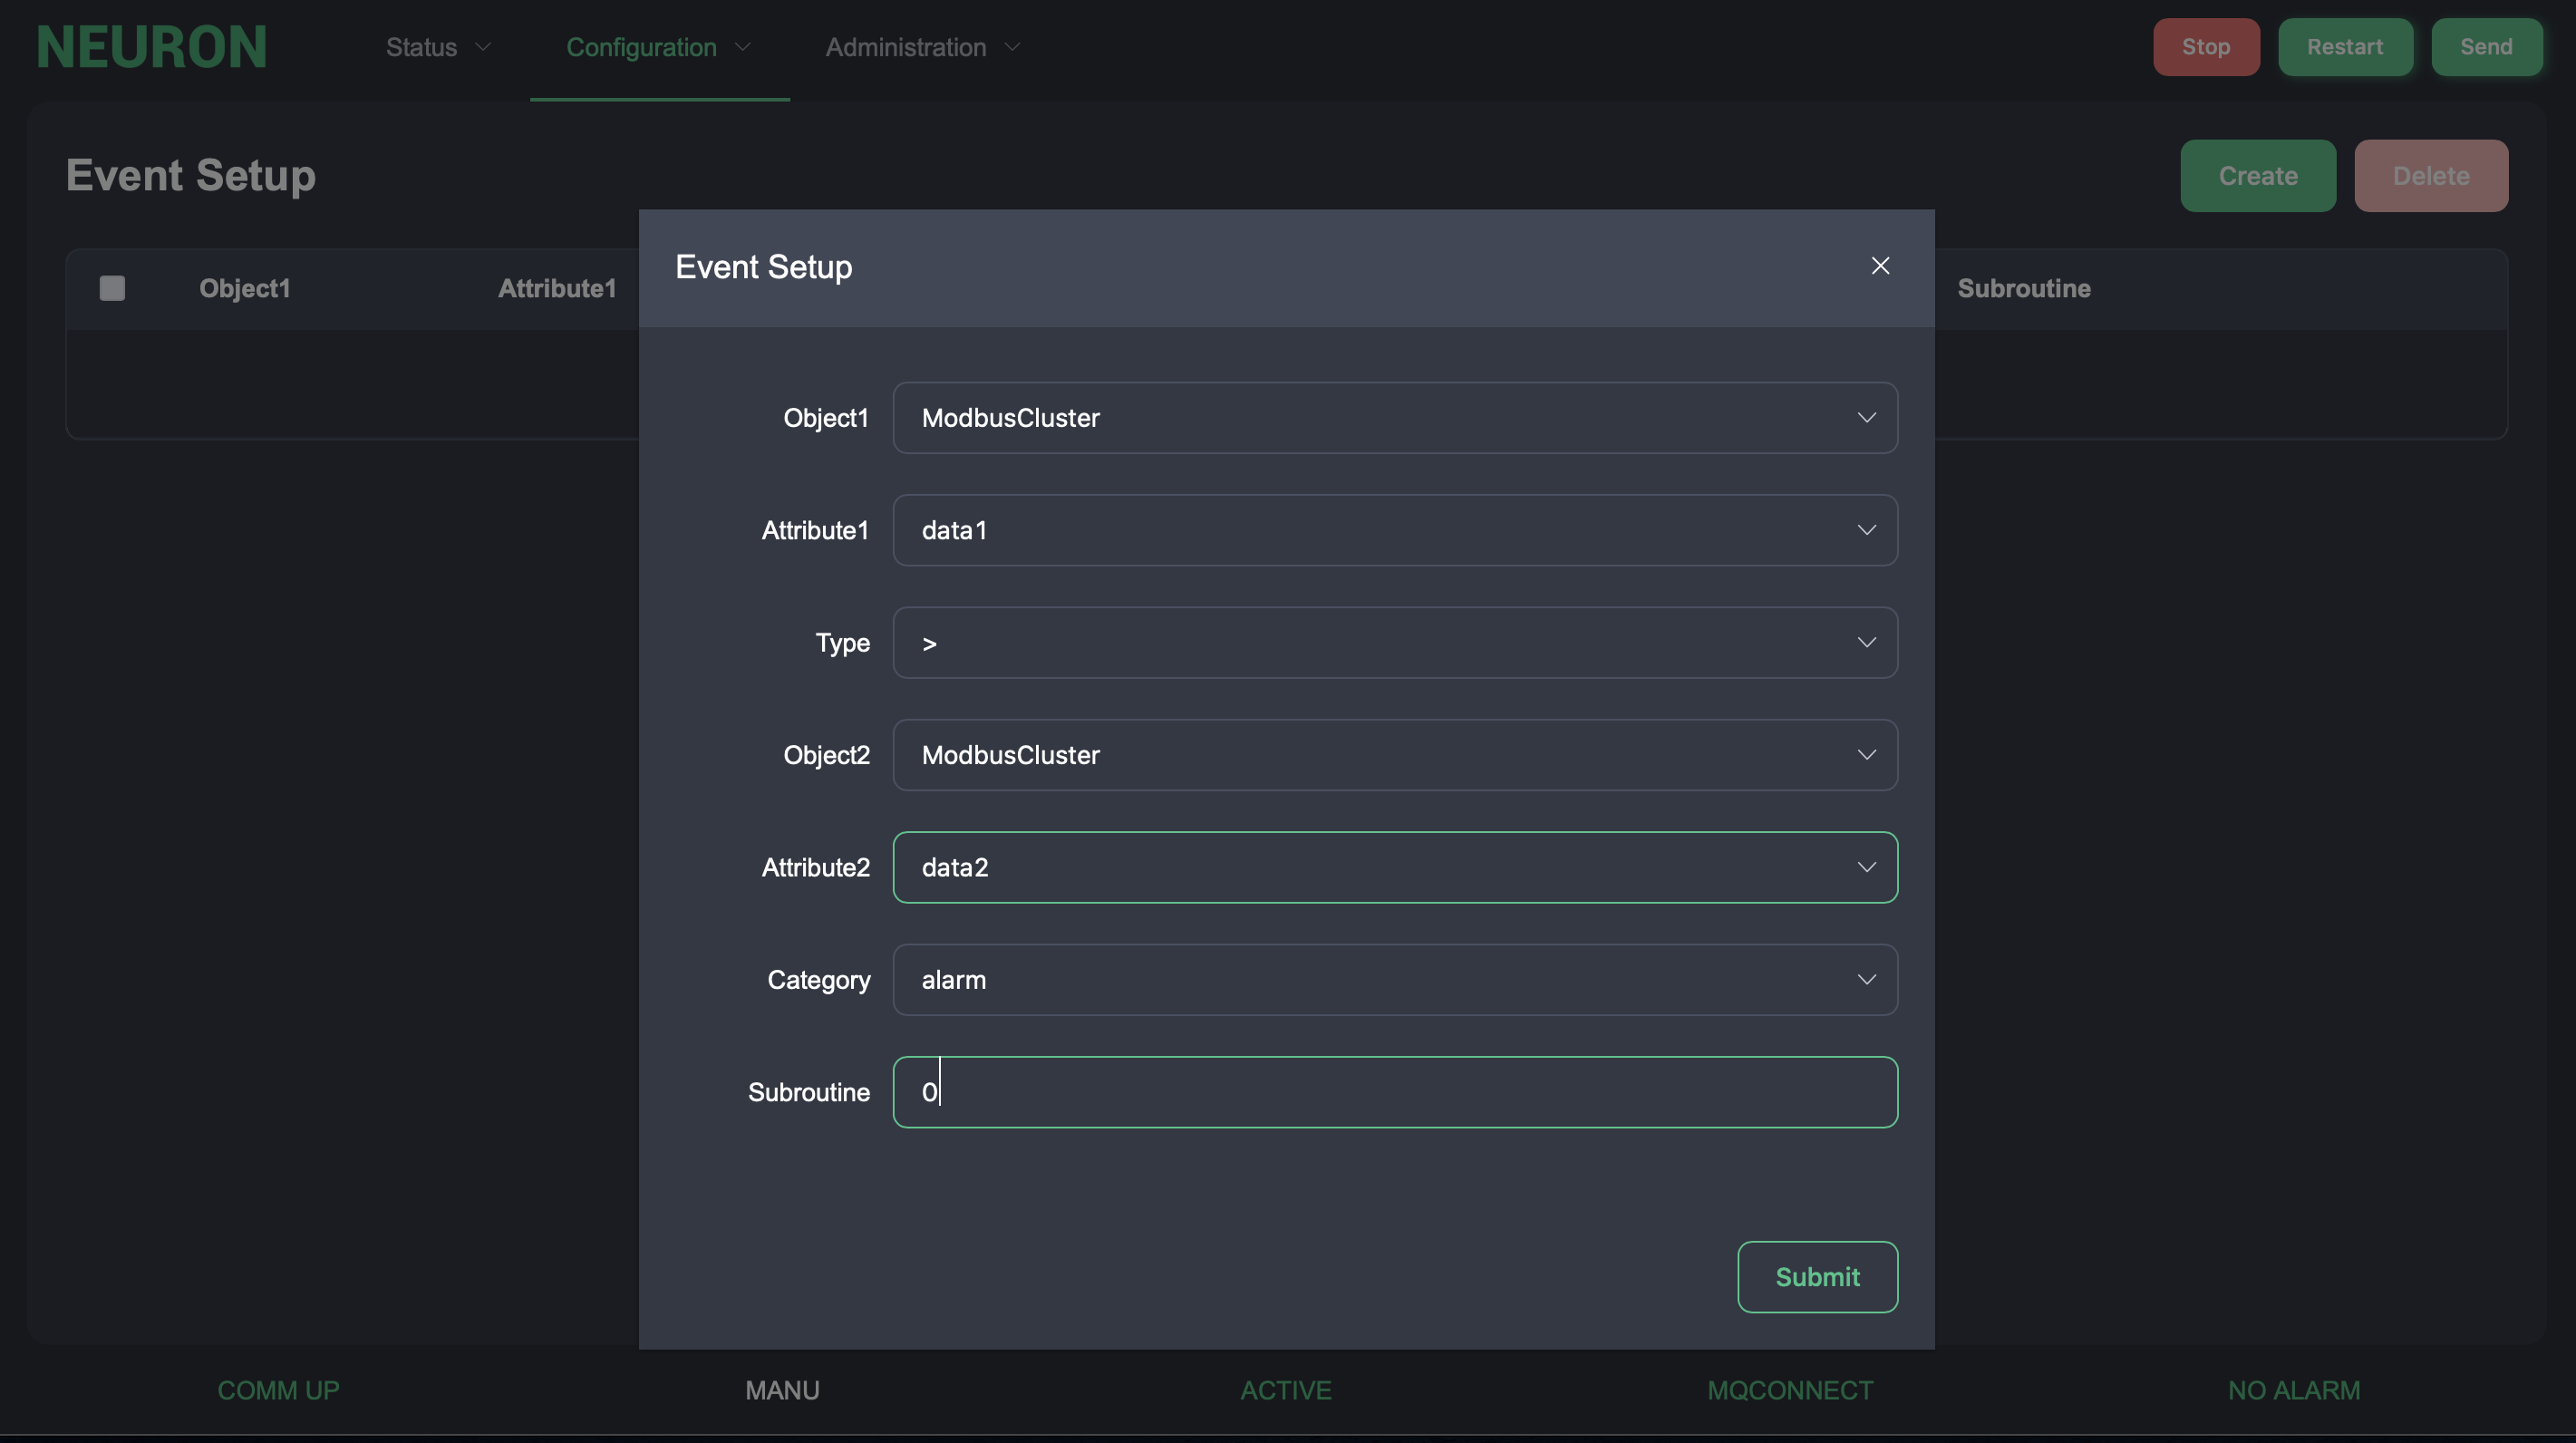 NEURON Status Configuration Administration Stop Restart Send
Event Setup Create Delete
Event Setup
Object1 Attribute1 Subroutine
Object1 ModbusCluster
Attribute1 data1
Type >
Object2 ModbusCluster
Attribute2 data2
Category alarm
Subroutine 0
Submit
COMM UP MANU ACTIVE MQCONNECT NO ALARM